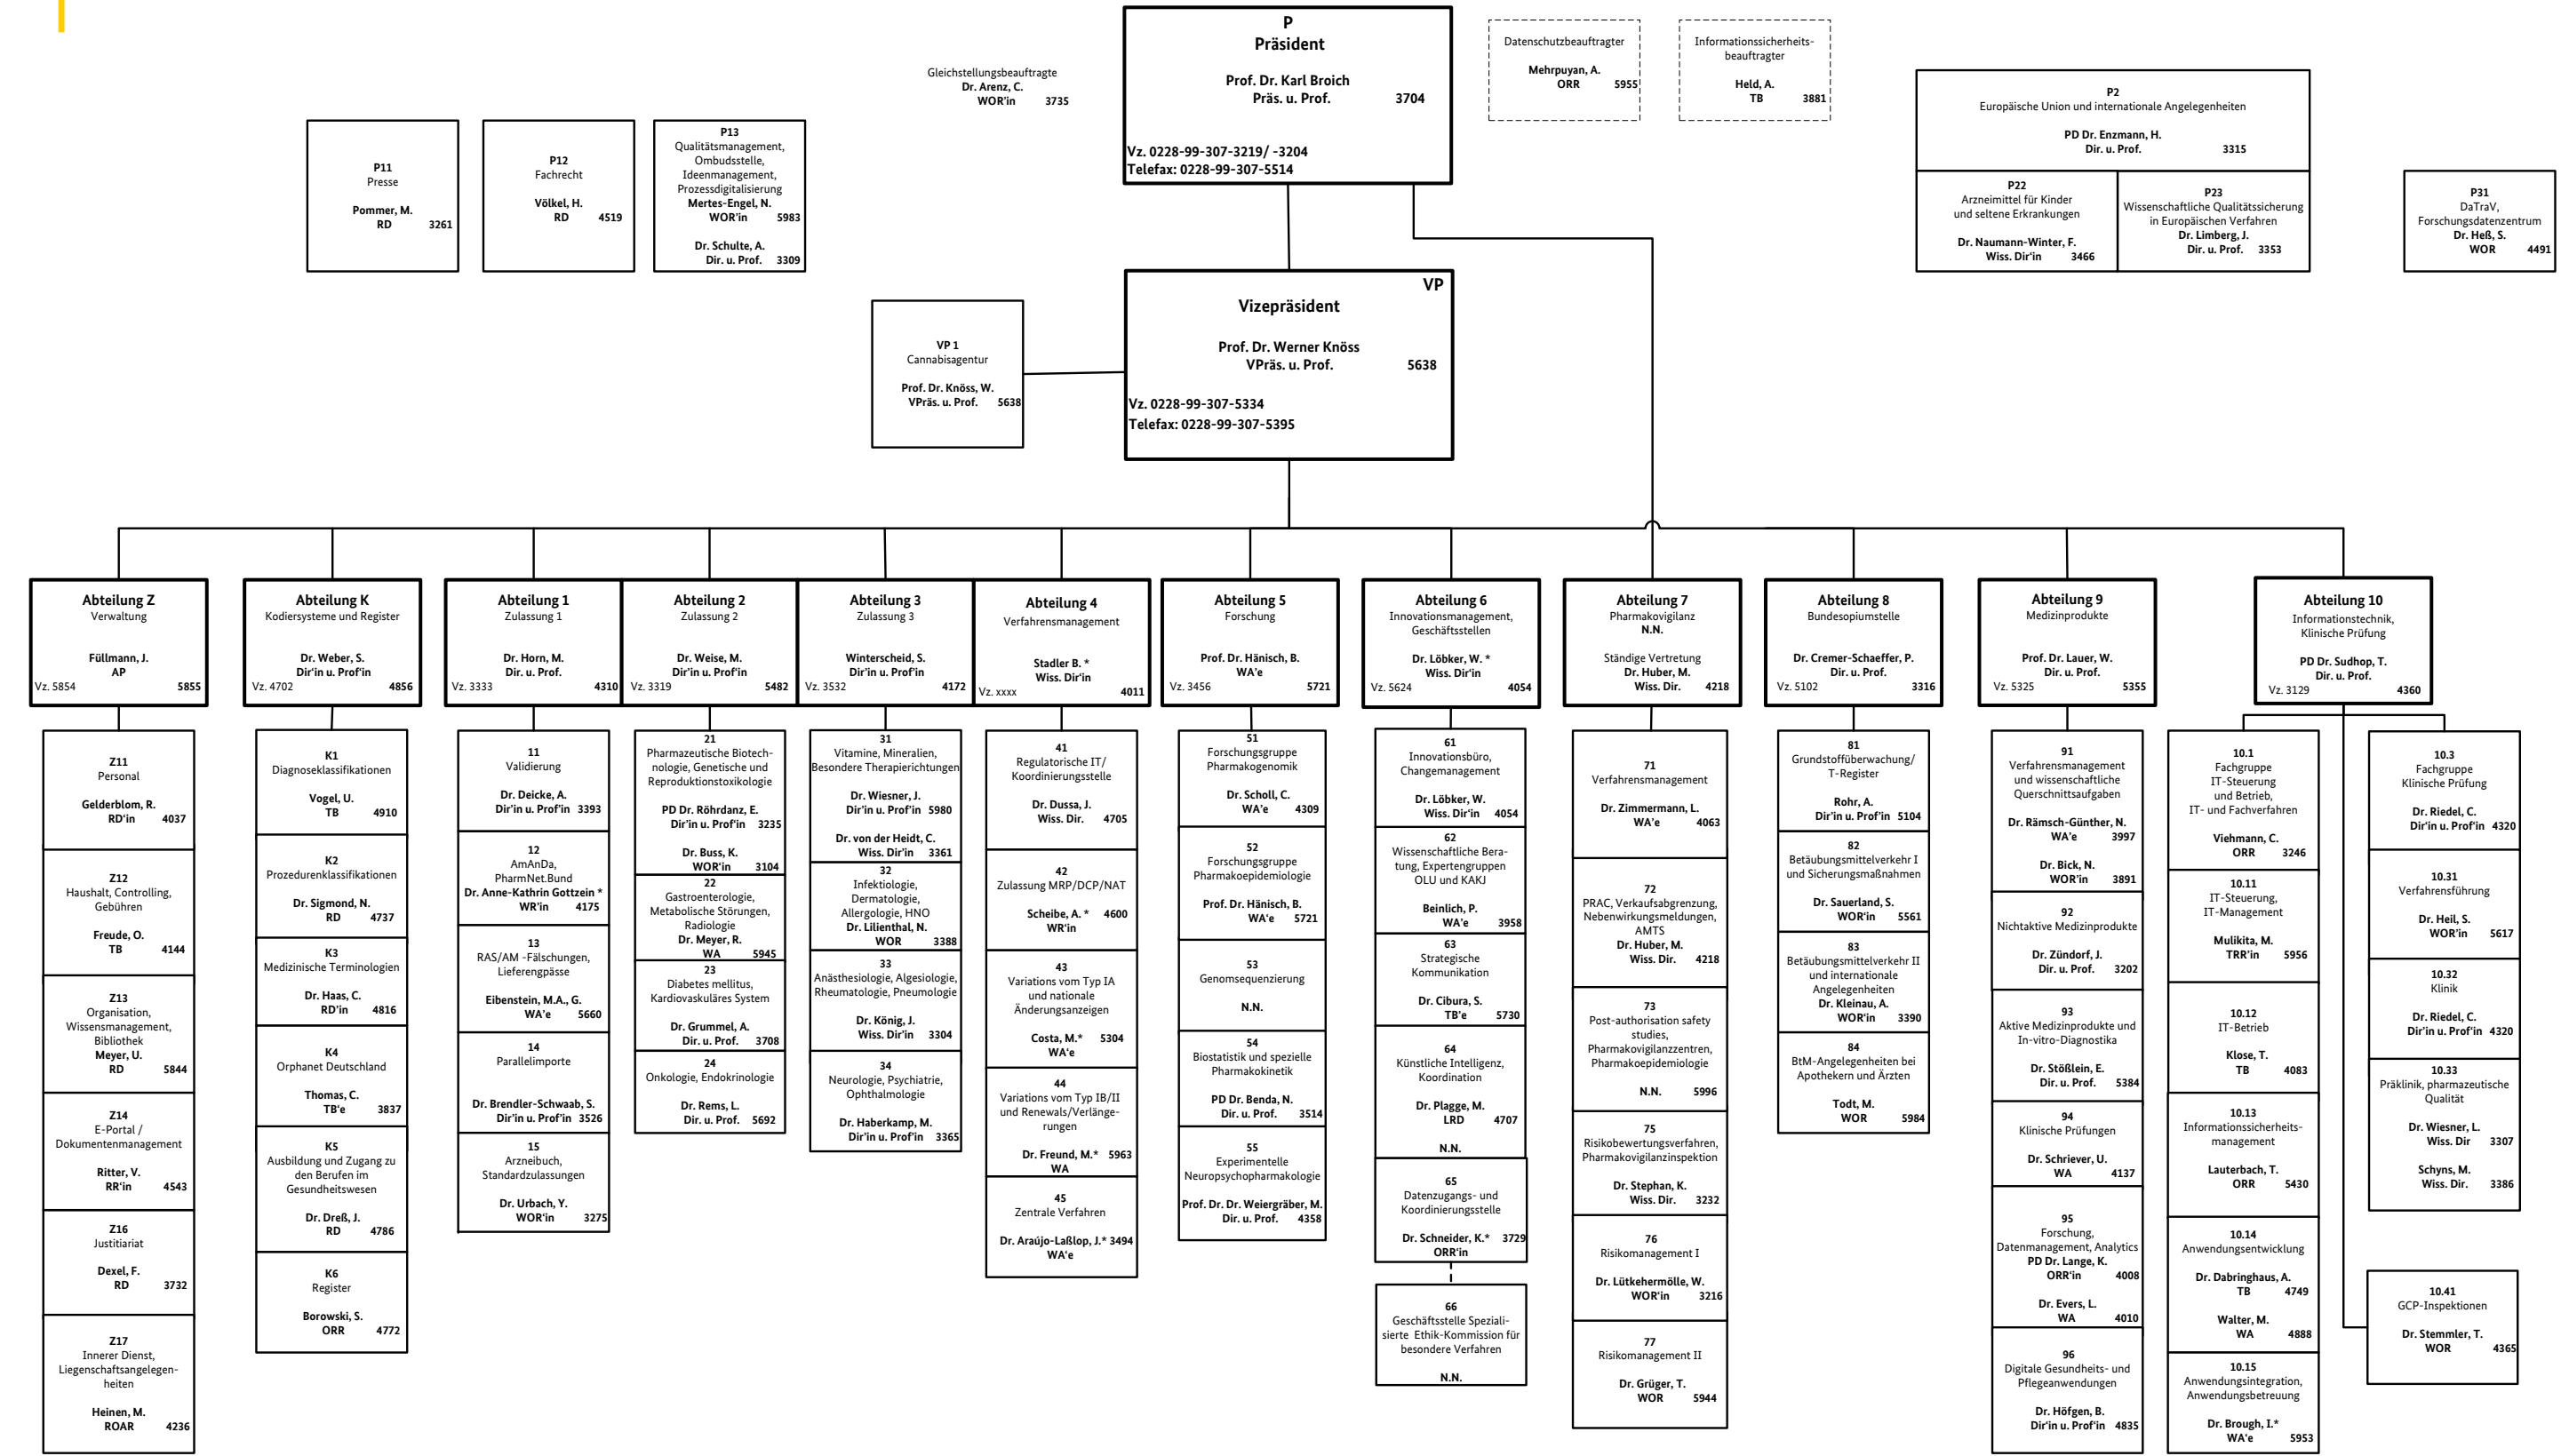 P
Präsident
Prof. Dr. Karl Broich
Präs. u. Prof. 3704
Vz. 0228-99-307-3219/ -3204
Telefax: 0228-99-307-5514
Gleichstellungsbeauftragte
Dr. Arenz, C.
WOR'in 3735
Datenschutzbeauftragter
Mehrpuyan, A.
ORR 5955
Informationssicherheits-
beauftragter
Held, A.
TB 3881
P11
Presse
Pommer, M.
RD 3261
P12
Fachrecht
Völkel, H.
RD 4519
P13
Qualitätsmanagement,
Ombudsstelle,
Ideenmanagement,
Prozessdigitalisierung
Mertes-Engel, N.
WOR'in 5983
Dr. Schulte, A.
Dir. u. Prof. 3309
P2
Europäische Union und internationale Angelegenheiten
PD Dr. Enzmann, H.
Dir. u. Prof. 3315
P22
Arzneimittel für Kinder
und seltene Erkrankungen
Dr. Naumann-Winter, F.
Wiss. Dir'in 3466
P23
Wissenschaftliche Qualitätssicherung
in Europäischen Verfahren
Dr. Limberg, J.
Dir. u. Prof. 3353
P31
DaTraV,
Forschungsdatenzentrum
Dr. Heß, S.
WOR 4491
VP
Vizepräsident
Prof. Dr. Werner Knöss
VPräs. u. Prof. 5638
Vz. 0228-99-307-5334
Telefax: 0228-99-307-5395
VP 1
Cannabisagentur
Prof. Dr. Knöss, W.
VPräs. u. Prof. 5638
Abteilung Z
Verwaltung
Füllmann, J.
AP
Vz. 5854 5855
Z11
Personal
Gelderblom, R.
RD'in 4037
Z12
Haushalt, Controlling,
Gebühren
Freude, O.
TB 4144
Z13
Organisation,
Wissensmanagement,
Bibliothek
Meyer, U.
RD 5844
Z14
E-Portal /
Dokumentenmanagement
Ritter, V.
RR'in 4543
Z16
Justitiariat
Dexel, F.
RD 3732
Z17
Innerer Dienst,
Liegenschaftsangelegen-
heiten
Heinen, M.
ROAR 4236
Abteilung K
Kodiersysteme und Register
Dr. Weber, S.
Dir'in u. Prof'in
Vz. 4702 4856
K1
Diagnoseklassifikationen
Vogel, U.
TB 4910
K2
Prozedurenklassifikationen
Dr. Sigmond, N.
RD 4737
K3
Medizinische Terminologien
Dr. Haas, C.
RD'in 4816
K4
Orphanet Deutschland
Thomas, C.
TB'e 3837
K5
Ausbildung und Zugang zu
den Berufen im
Gesundheitswesen
Dr. Dreß, J.
RD 4786
K6
Register
Borowski, S.
ORR 4772
Abteilung 1
Zulassung 1
Dr. Horn, M.
Dir. u. Prof.
Vz. 3333 4310
11
Validierung
Dr. Deicke, A.
Dir'in u. Prof'in 3393
12
AmAnDa,
PharmNet.Bund
Dr. Anne-Kathrin Gottzein *
WR'in 4175
13
RAS/AM -Fälschungen,
Lieferengpässe
Eibenstein, M.A., G.
WA'e 5660
14
Parallelimporte
Dr. Brendler-Schwaab, S.
Dir'in u. Prof'in 3526
15
Arzneibuch,
Standardzulassungen
Dr. Urbach, Y.
WOR'in 3275
Abteilung 2
Zulassung 2
Dr. Weise, M.
Dir'in u. Prof'in
Vz. 3319 5482
21
Pharmazeutische Biotech-
nologie, Genetische und
Reproduktionstoxikologie
PD Dr. Röhrdanz, E.
Dir'in u. Prof'in 3235
Dr. Buss, K.
WOR'in 3104
22
Gastroenterologie,
Metabolische Störungen,
Radiologie
Dr. Meyer, R.
WA 5945
23
Diabetes mellitus,
Kardiovaskuläres System
Dr. Grummel, A.
Dir. u. Prof. 3708
24
Onkologie, Endokrinologie
Dr. Rems, L.
Dir. u. Prof. 5692
Abteilung 3
Zulassung 3
Winterscheid, S.
Dir'in u. Prof'in
Vz. 3532 4172
31
Vitamine, Mineralien,
Besondere Therapierichtungen
Dr. Wiesner, J.
Dir'in u. Prof'in 5980
Dr. von der Heidt, C.
Wiss. Dir'in 3361
32
Infektiologie,
Dermatologie,
Allergologie, HNO
Dr. Lilienthal, N.
WOR 3388
33
Anästhesiologie, Algesiologie,
Rheumatologie, Pneumologie
Dr. König, J.
Wiss. Dir'in 3304
34
Neurologie, Psychiatrie,
Ophthalmologie
Dr. Haberkamp, M.
Dir'in u. Prof'in 3365
Abteilung 4
Verfahrensmanagement
Stadler B. *
Wiss. Dir'in
Vz. xxxx 4011
41
Regulatorische IT/
Koordinierungsstelle
Dr. Dussa, J.
Wiss. Dir. 4705
42
Zulassung MRP/DCP/NAT
Scheibe, A. * 4600
WR'in
43
Variations vom Typ IA
und nationale
Änderungsanzeigen
Costa, M.* 5304
WA'e
44
Variations vom Typ IB/II
und Renewals/Verlänge-
rungen
Dr. Freund, M.* 5963
WA
45
Zentrale Verfahren
Dr. Araújo-Laßlop, J.* 3494
WA'e
Abteilung 5
Forschung
Prof. Dr. Hänisch, B.
WA'e
Vz. 3456 5721
51
Forschungsgruppe
Pharmakogenomik
Dr. Scholl, C.
WA'e 4309
52
Forschungsgruppe
Pharmakoepidemiologie
Prof. Dr. Hänisch, B.
WA'e 5721
53
Genomsequenzierung
N.N.
54
Biostatistik und spezielle
Pharmakokinetik
PD Dr. Benda, N.
Dir. u. Prof. 3514
55
Experimentelle
Neuropsychopharmakologie
Prof. Dr. Dr. Weiergräber, M.
Dir. u. Prof. 4358
Abteilung 6
Innovationsmanagement,
Geschäftsstellen
Dr. Löbker, W. *
Wiss. Dir'in
Vz. 5624 4054
61
Innovationsbüro,
Changemanagement
Dr. Löbker, W.
Wiss. Dir'in 4054
62
Wissenschaftliche Bera-
tung, Expertengruppen
OLU und KAKJ
Beinlich, P.
WA'e 3958
63
Strategische
Kommunikation
Dr. Cibura, S.
TB'e 5730
64
Künstliche Intelligenz,
Koordination
Dr. Plagge, M.
LRD 4707
N.N.
65
Datenzugangs- und
Koordinierungsstelle
Dr. Schneider, K.* 3729
ORR'in
66
Geschäftsstelle Speziali-
sierte Ethik-Kommission für
besondere Verfahren
N.N.
Abteilung 7
Pharmakovigilanz
N.N.
Ständige Vertretung
Dr. Huber, M.
Wiss. Dir. 4218
71
Verfahrensmanagement
Dr. Zimmermann, L.
WA'e 4063
72
PRAC, Verkaufsabgrenzung,
Nebenwirkungsmeldungen,
AMTS
Dr. Huber, M.
Wiss. Dir. 4218
73
Post-authorisation safety
studies,
Pharmakovigilanzzentren,
Pharmakoepidemiologie
N.N. 5996
75
Risikobewertungsverfahren,
Pharmakovigilanzinspektion
Dr. Stephan, K.
Wiss. Dir. 3232
76
Risikomanagement I
Dr. Lütkehermölle, W.
WOR'in 3216
77
Risikomanagement II
Dr. Grüger, T.
WOR 5944
Abteilung 8
Bundesopiumstelle
Dr. Cremer-Schaeffer, P.
Dir. u. Prof.
Vz. 5102 3316
81
Grundstoffüberwachung/
T-Register
Rohr, A.
Dir'in u. Prof'in 5104
82
Betäubungsmittelverkehr I
und Sicherungsmaßnahmen
Dr. Sauerland, S.
WOR'in 5561
83
Betäubungsmittelverkehr II
und internationale
Angelegenheiten
Dr. Kleinau, A.
WOR'in 3390
84
BtM-Angelegenheiten bei
Apothekern und Ärzten
Todt, M.
WOR 5984
Abteilung 9
Medizinprodukte
Prof. Dr. Lauer, W.
Dir. u. Prof.
Vz. 5325 5355
91
Verfahrensmanagement
und wissenschaftliche
Querschnittsaufgaben
Dr. Rämsch-Günther, N.
WA'e 3997
Dr. Bick, N.
WOR'in 3891
92
Nichtaktive Medizinprodukte
Dr. Zündorf, J.
Dir. u. Prof. 3202
93
Aktive Medizinprodukte und
In-vitro-Diagnostika
Dr. Stößlein, E.
Dir. u. Prof. 5384
94
Klinische Prüfungen
Dr. Schriever, U.
WA 4137
95
Forschung,
Datenmanagement, Analytics
PD Dr. Lange, K.
ORR'in 4008
Dr. Evers, L.
WA 4010
96
Digitale Gesundheits- und
Pflegeanwendungen
Dr. Höfgen, B.
Dir'in u. Prof'in 4835
Abteilung 10
Informationstechnik,
Klinische Prüfung
PD Dr. Sudhop, T.
Dir. u. Prof.
Vz. 3129 4360
10.1
Fachgruppe
IT-Steuerung
und Betrieb,
IT- und Fachverfahren
Viehmann, C.
ORR 3246
10.11
IT-Steuerung,
IT-Management
Mulikita, M.
TRR'in 5956
10.12
IT-Betrieb
Klose, T.
TB 4083
10.13
Informationssicherheits-
management
Lauterbach, T.
ORR 5430
10.14
Anwendungsentwicklung
Dr. Dabringhaus, A.
TB 4749
Walter, M.
WA 4888
10.15
Anwendungsintegration,
Anwendungsbetreuung
Dr. Brough, I.*
WA'e 5953
10.3
Fachgruppe
Klinische Prüfung
Dr. Riedel, C.
Dir'in u. Prof'in 4320
10.31
Verfahrensführung
Dr. Heil, S.
WOR'in 5617
10.32
Klinik
Dr. Riedel, C.
Dir'in u. Prof'in 4320
10.33
Präklinik, pharmazeutische
Qualität
Dr. Wiesner, L.
Wiss. Dir 3307
Schyns, M.
Wiss. Dir. 3386
10.41
GCP-Inspektionen
Dr. Stemmler, T.
WOR 4365